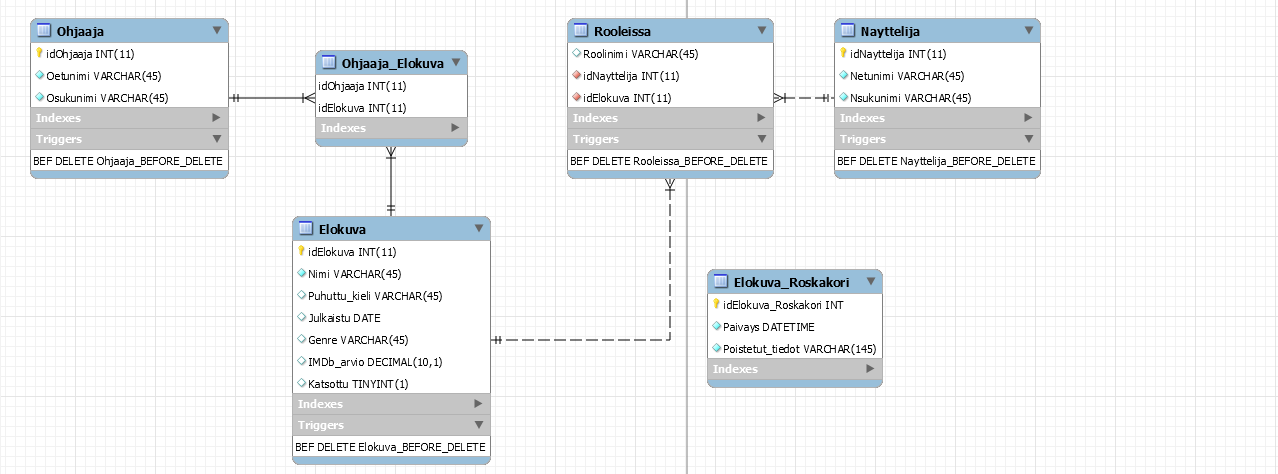 Ohjaaja
idOhjaaja INT(11)
Oetunimi VARCHAR(45)
Osukunimi VARCHAR(45)
Indexes
Triggers
BEF DELETE Ohjaaja_BEFORE_DELETE
Ohjaaja_Elokuva
idOhjaaja INT(11)
idElokuva INT(11)
Indexes
Rooleissa
Roolinimi VARCHAR(45)
idNayttelija INT(11)
idElokuva INT(11)
Indexes
Triggers
BEF DELETE Rooleissa_BEFORE_DELETE
Nayttelija
idNayttelija INT(11)
Netunimi VARCHAR(45)
Nsukunimi VARCHAR(45)
Indexes
Triggers
BEF DELETE Nayttelija_BEFORE_DELETE
Elokuva
idElokuva INT(11)
Nimi VARCHAR(45)
Puhuttu_kieli VARCHAR(45)
Julkaistu DATE
Genre VARCHAR(45)
IMDb_arvio DECIMAL(10,1)
Katsottu TINYINT(1)
Indexes
Triggers
BEF DELETE Elokuva_BEFORE_DELETE
Elokuva_Roskakori
idElokuva_Roskakori INT
Paivays DATETIME
Poistetut_tiedot VARCHAR(145)
Indexes